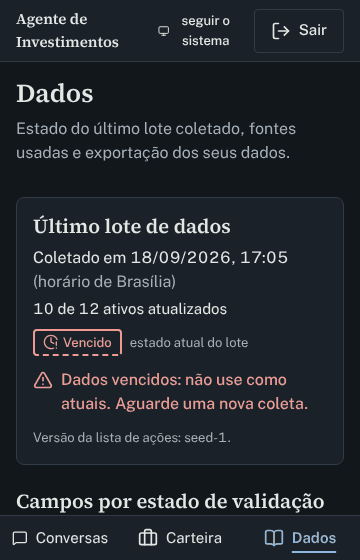 Agente de
Investimentos
seguir o
sistema
Sair
Dados
Estado do último lote coletado, fontes
usadas e exportação dos seus dados.
Último lote de dados
Coletado em 18/09/2026, 17:05
(horário de Brasília)
10 de 12 ativos atualizados
Vencido estado atual do lote
Dados vencidos: não use como
atuais. Aguarde uma nova coleta.
Versão da lista de ações: seed-1.
Campos por estado de validação
Conversas Carteira Dados